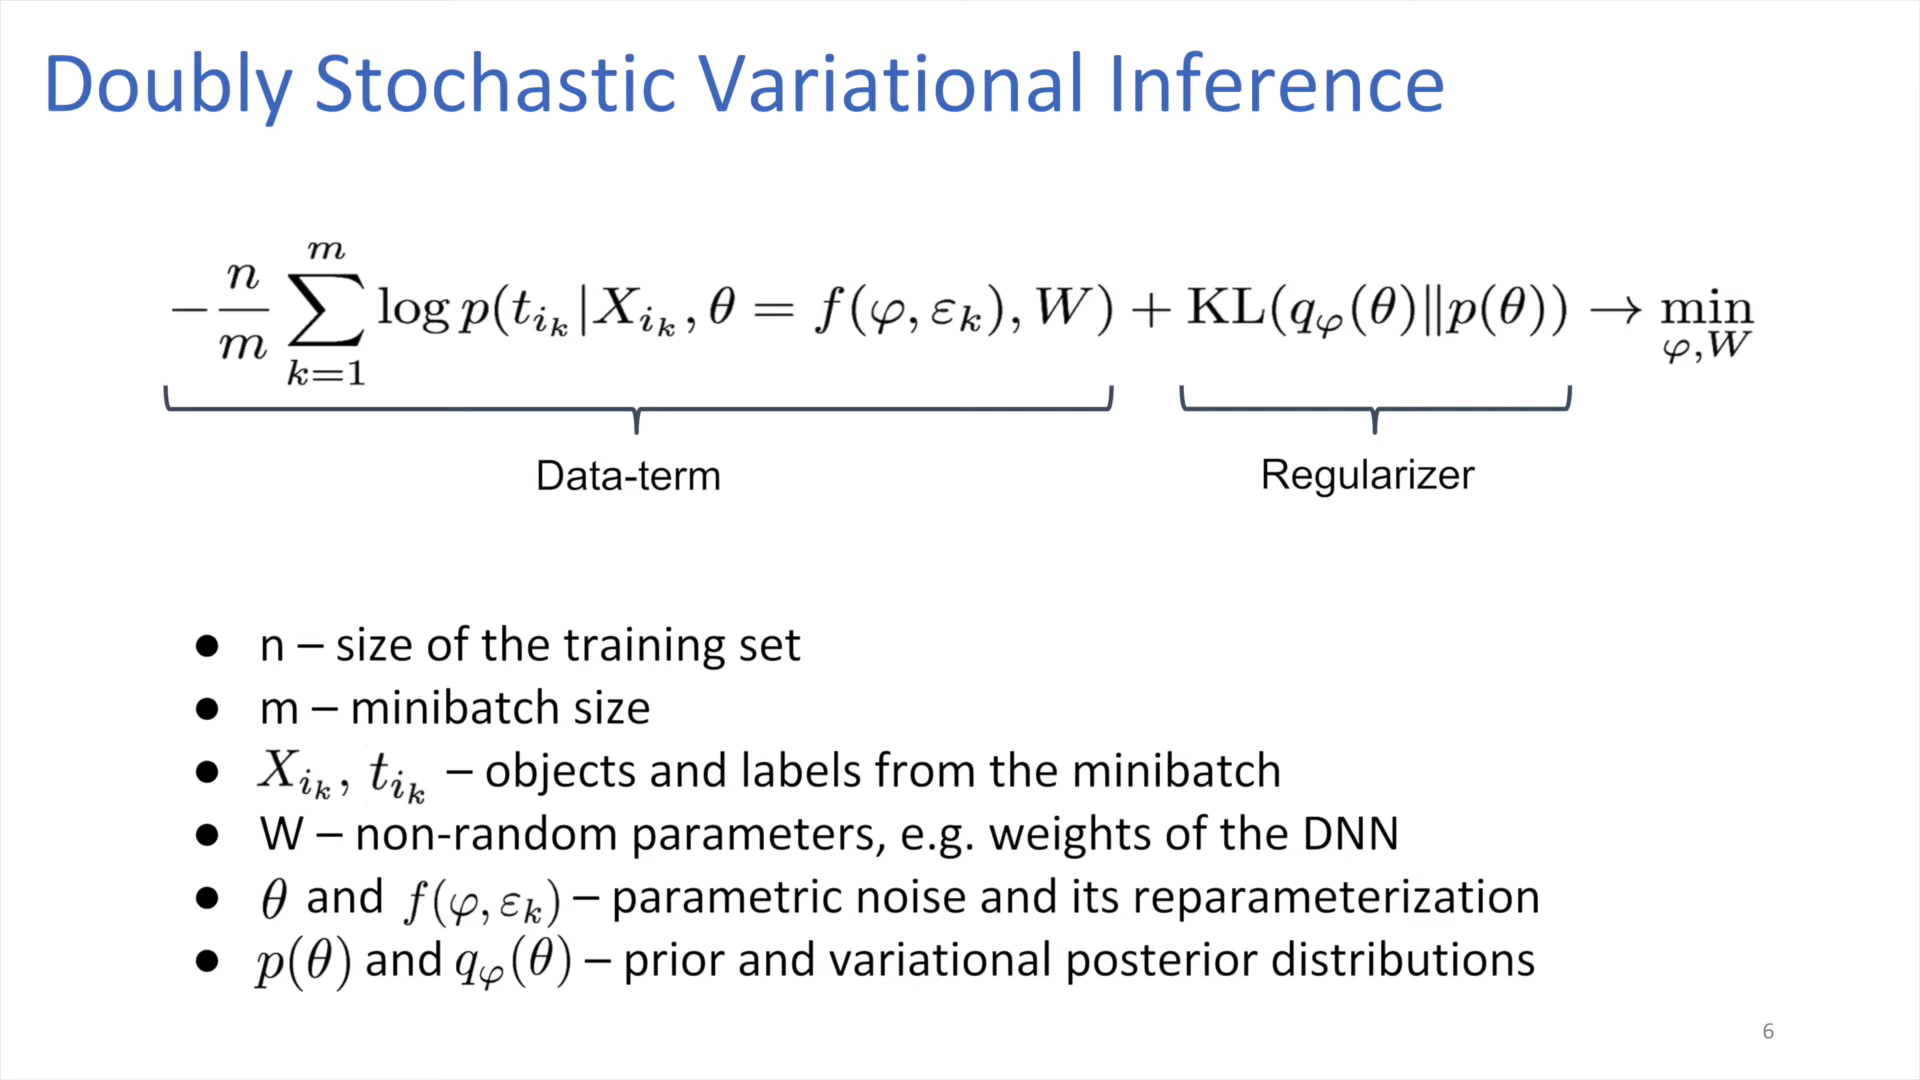 Doubly Stochastic Variational Inference
$-\frac{n}{m} \sum_{k=1}^{m} \log p(t_{i_k}|X_{i_k}, \theta = f(\varphi, \varepsilon_k), W) + \mathrm{KL}(q_\varphi(\theta)\|p(\theta)) \rightarrow \min_{\varphi, W}$
Data-term
Regularizer
● n – size of the training set
● m – minibatch size
● $X_{i_k}, t_{i_k}$ – objects and labels from the minibatch
● W – non-random parameters, e.g. weights of the DNN
● $\theta$ and $f(\varphi, \varepsilon_k)$ – parametric noise and its reparameterization
● $p(\theta)$ and $q_\varphi(\theta)$ – prior and variational posterior distributions
6